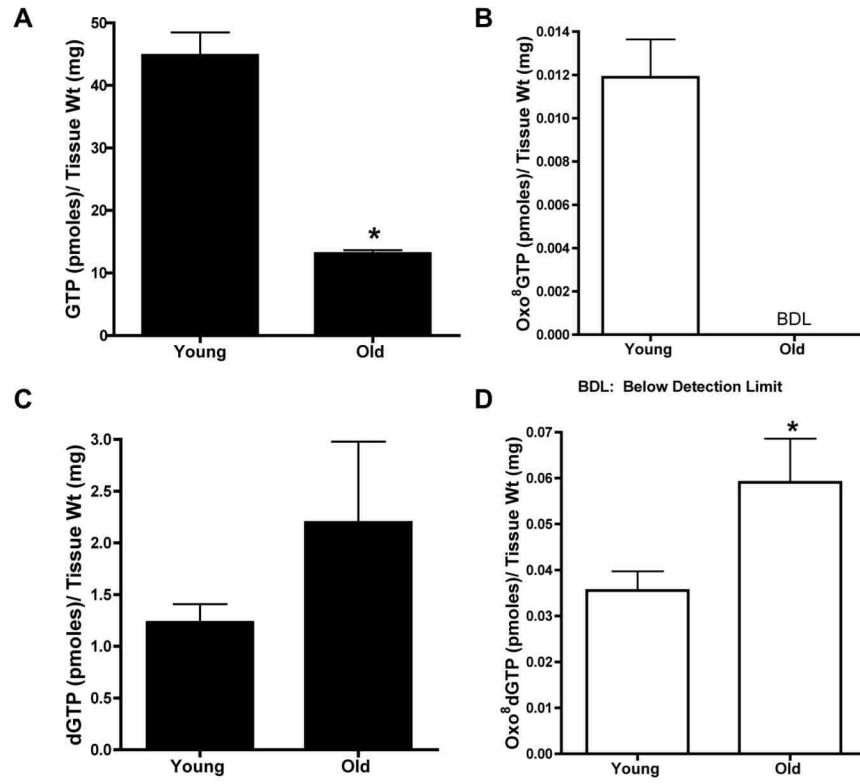 A
GTP (pmoles)/ Tissue Wt (mg)
50
40
30
20
10
0
*
Young
Old
B
Oxo⁸GTP (pmoles)/ Tissue Wt (mg)
0.014
0.012
0.010
0.008
0.006
0.004
0.002
0.000
BDL
Young
Old
BDL: Below Detection Limit
C
dGTP (pmoles)/ Tissue Wt (mg)
3.0
2.5
2.0
1.5
1.0
0.5
0.0
Young
Old
D
Oxo⁸dGTP (pmoles)/ Tissue Wt (mg)
0.07
0.06
0.05
0.04
0.03
0.02
0.01
0.00
*
Young
Old